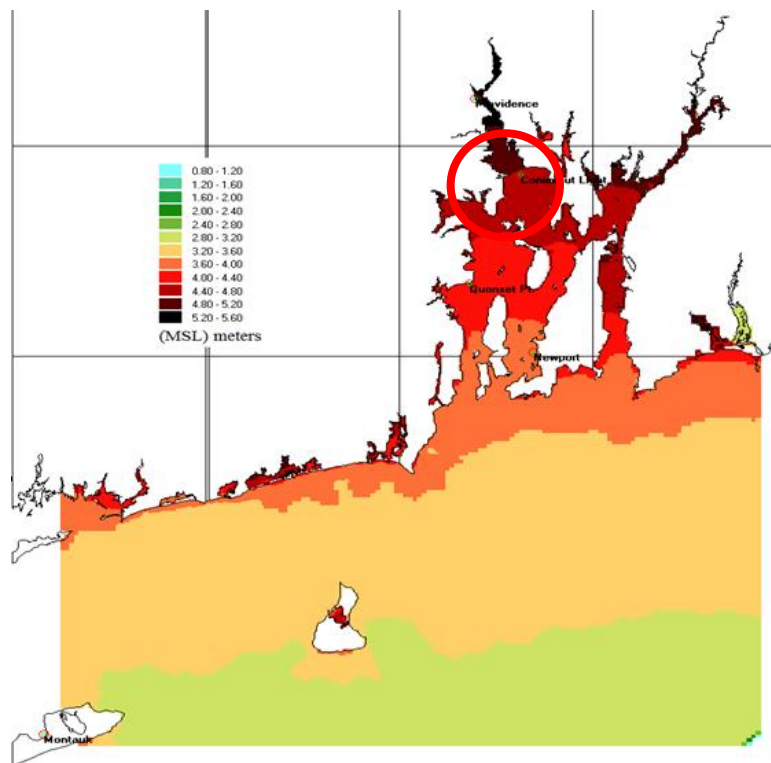 Providence
Conimicut Light
0.80 - 1.20
1.20 - 1.60
1.60 - 2.00
2.00 - 2.40
2.40 - 2.80
2.80 - 3.20
3.20 - 3.60
3.60 - 4.00
4.00 - 4.40
4.40 - 4.80
4.80 - 5.20
5.20 - 5.60
(MSL) meters
Quonset Pt.
Newport
Montauk